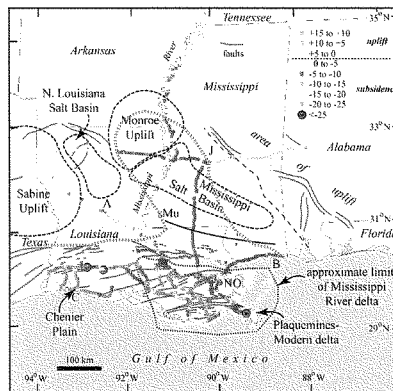 Tennessee
35°N
Arkansas
River
faults
+15 to +10
+10 to +5
uplift
+5 to 0
0 to -5
-5 to -10
-10 to -15
subsidence
-15 to -20
-20 to -25
<-25
Mississippi
N. Louisiana
Salt Basin
Monroe
Uplift
33°N
J
area
of
uplift
Alabama
Sabine
Uplift
A
Mississippi
Salt
Mississippi
Basin
Mu
31°N
Louisiana
Texas
Florida
B
NO
C
approximate limit
of Mississippi
River delta
Chenier
Plain
Plaquemines-
Modern delta
29°N
100 km
Gulf of Mexico
94°W
92°W
90°W
88°W